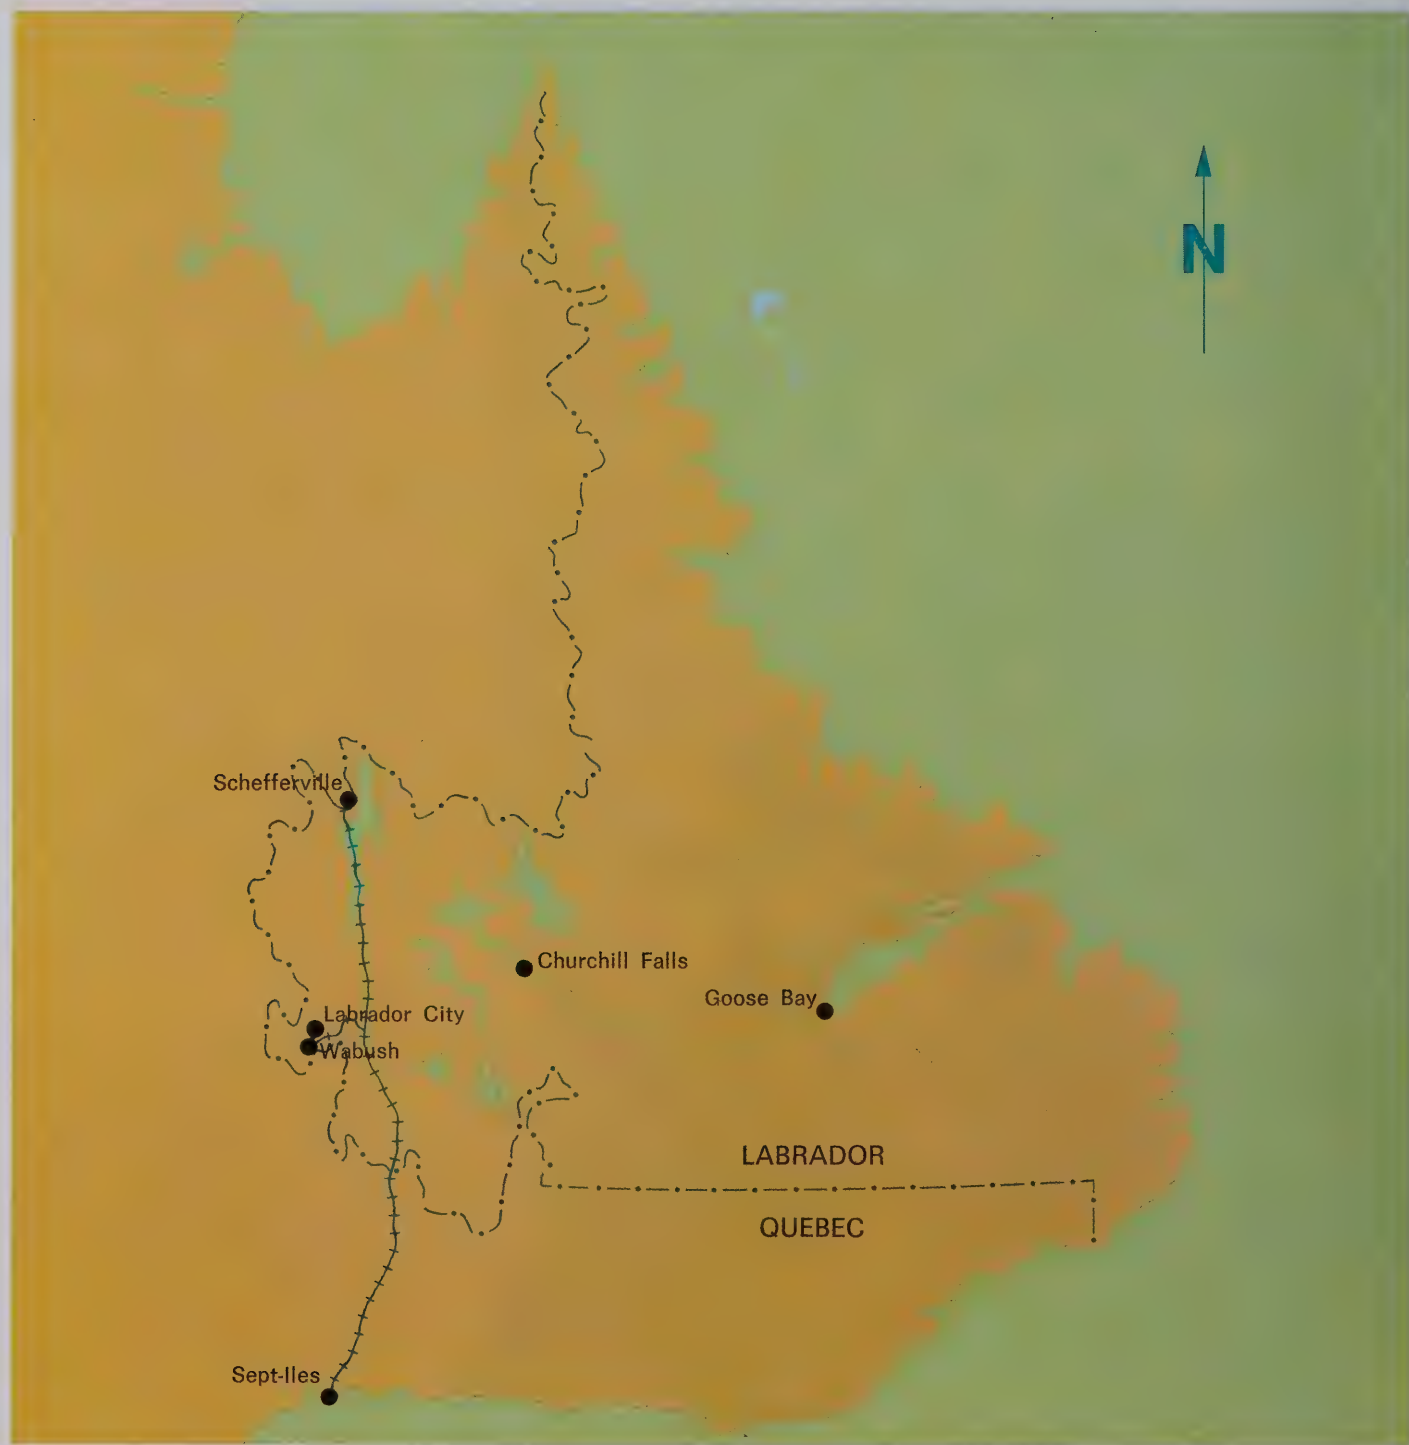 N
Schefferville
Churchill Falls
Goose Bay
Labrador City
Wabush
LABRADOR
QUEBEC
Sept-Iles